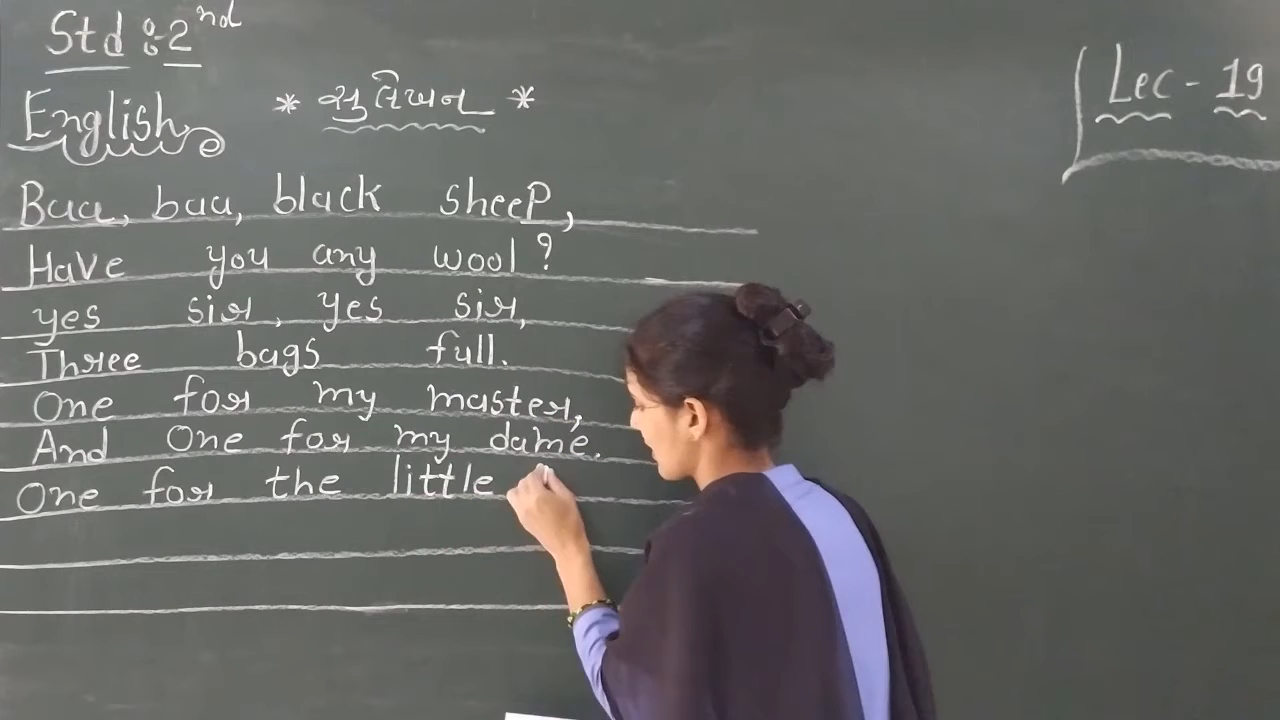 Std : 2nd
English
* સુલેખન *
Lec - 19
Baa, baa, black sheep,
Have you any wool?
yes sir, yes sir,
Three bags full.
One for my master,
And One for my dame.
One for the little